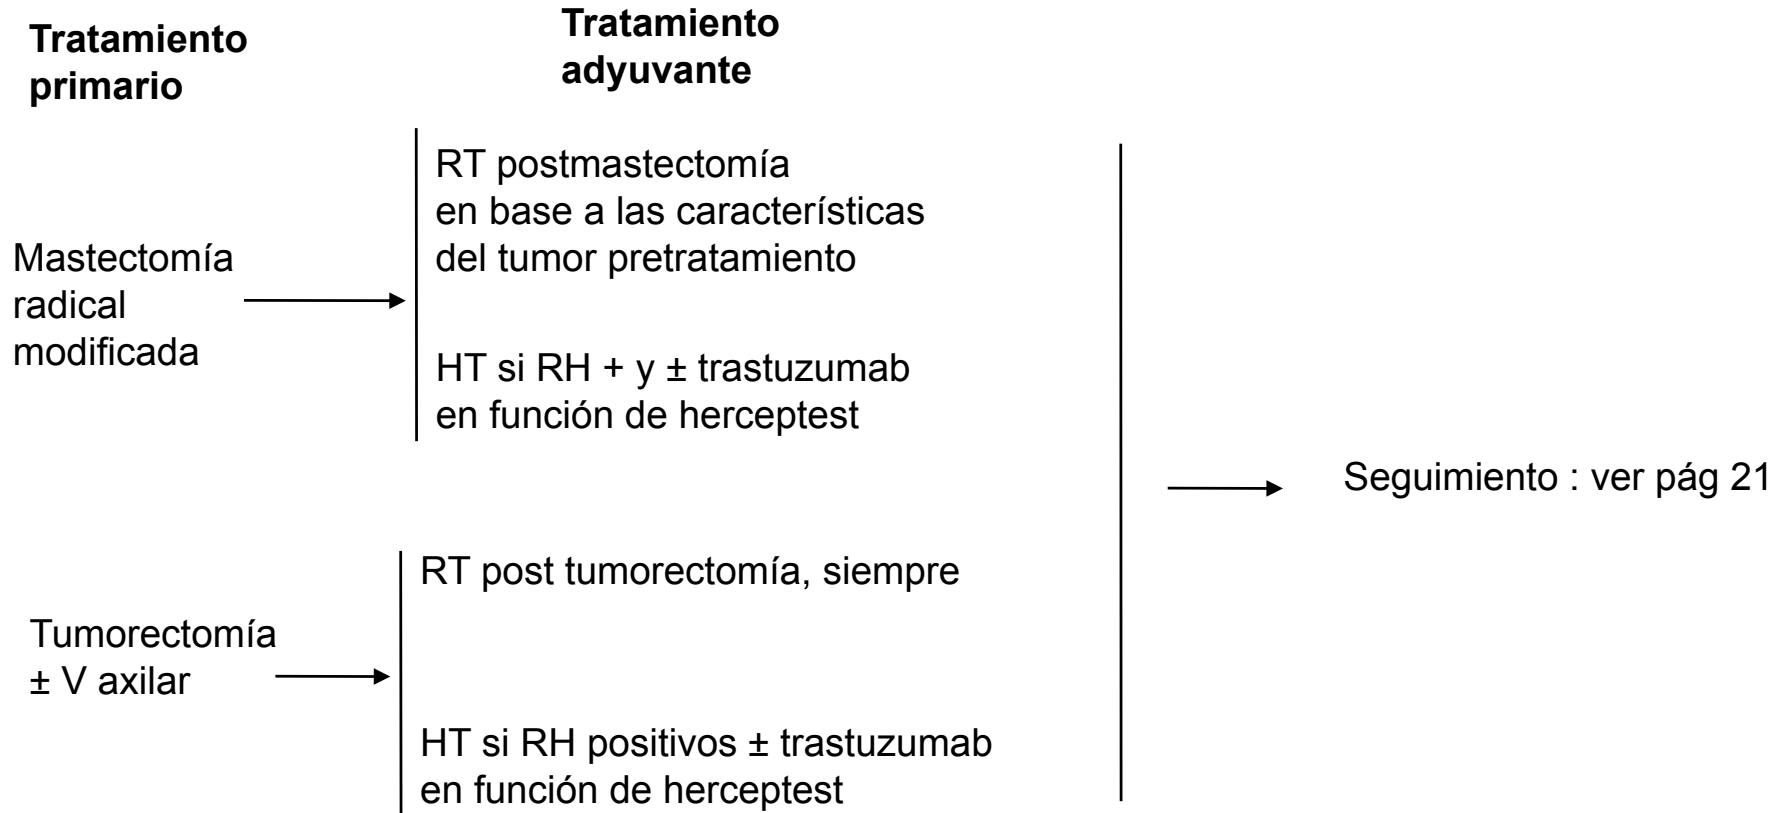 Tratamiento
primario
Tratamiento
adyuvante
Mastectomía
radical
modificada
RT postmastectomía
en base a las características
del tumor pretratamiento
HT si RH + y ± trastuzumab
en función de herceptest
Tumorectomía
± V axilar
RT post tumorectomía, siempre
HT si RH positivos ± trastuzumab
en función de herceptest
Seguimiento : ver pág 21